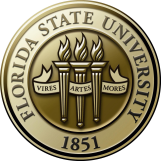 FLORIDA STATE UNIVERSITY
VIRES ARTES MORES
1851